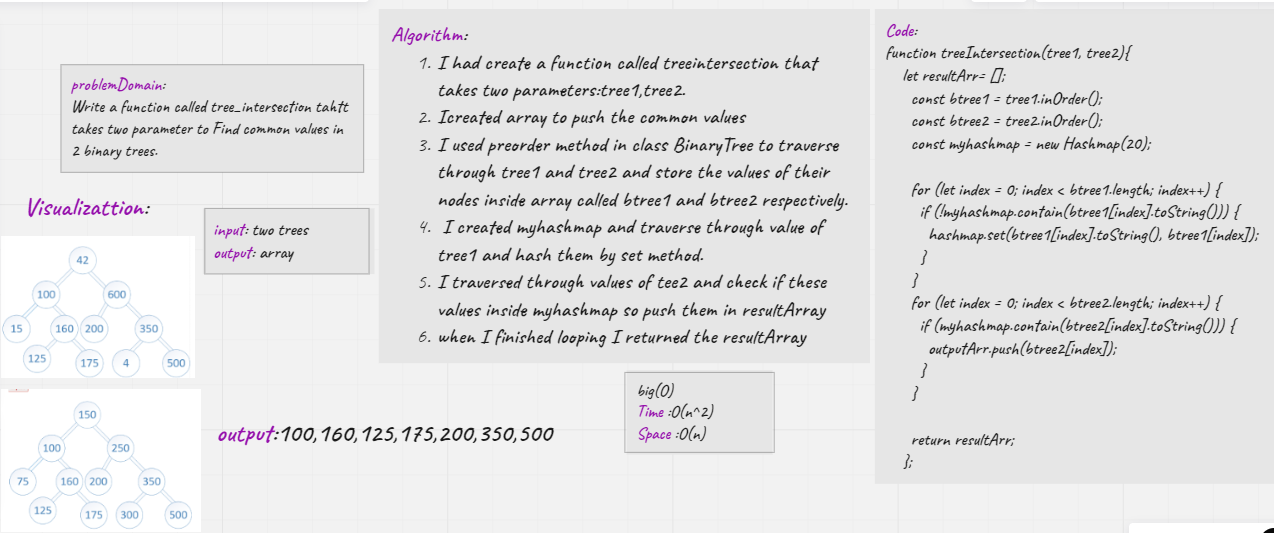 problemDomain:
Write a function called tree_intersection tahtt
takes two parameter to Find common values in
2 binary trees.
Visualizattion:
input: two trees
output: array
42
100 600
15 160 200 350
125 175 4 500
150
100 250
75 160 200 350
125 175 300 500
output:100,160,125,175,200,350,500
Algorithm:
1. I had create a function called treeintersection that
takes two parameters:tree1,tree2.
2. Icreated array to push the common values
3. I used preorder method in class BinaryTree to traverse
through tree1 and tree2 and store the values of their
nodes inside array called btree1 and btree2 respectively.
4. I created myhashmap and traverse through value of
tree1 and hash them by set method.
5. I traversed through values of tee2 and check if these
values inside myhashmap so push them in resultArray
6. when I finished looping I returned the resultArray
big(O)
Time :O(n^2)
Space :O(n)
Code:
function treeIntersection(tree1, tree2){
let resultArr= [];
const btree1 = tree1.inOrder();
const btree2 = tree2.inOrder();
const myhashmap = new Hashmap(20);
for (let index = 0; index < btree1.length; index++) {
if (!myhashmap.contain(btree1[index].toString())) {
hashmap.set(btree1[index].toString(), btree1[index]);
}
}
for (let index = 0; index < btree2.length; index++) {
if (myhashmap.contain(btree2[index].toString())) {
outputArr.push(btree2[index]);
}
}
return resultArr;
};